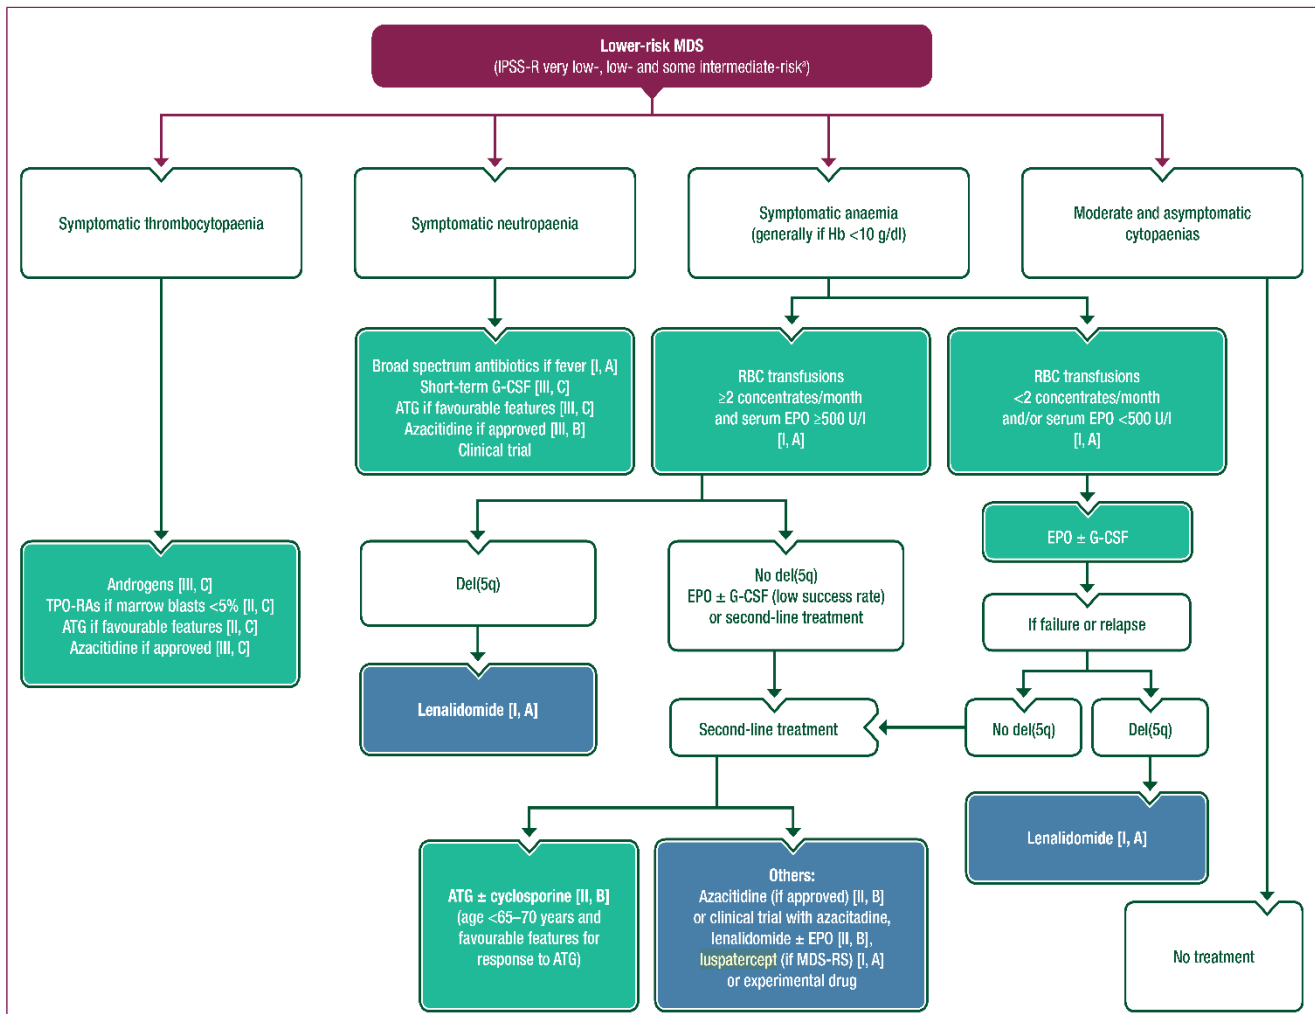 Lower-risk MDS
(IPSS-R very low-, low- and some intermediate-riskª)
Symptomatic thrombocytopaenia
Symptomatic neutropaenia
Symptomatic anaemia
(generally if Hb <10 g/dl)
Moderate and asymptomatic
cytopaenias
Broad spectrum antibiotics if fever [I, A]
Short-term G-CSF [III, C]
ATG if favourable features [III, C]
Azacitidine if approved [III, B]
Clinical trial
RBC transfusions
≥2 concentrates/month
and serum EPO ≥500 U/l
[I, A]
RBC transfusions
<2 concentrates/month
and/or serum EPO <500 U/l
[I, A]
Androgens [III, C]
TPO-RAs if marrow blasts <5% [II, C]
ATG if favourable features [II, C]
Azacitidine if approved [III, C]
Del(5q)
No del(5q)
EPO ± G-CSF (low success rate)
or second-line treatment
EPO ± G-CSF
If failure or relapse
Lenalidomide [I, A]
Second-line treatment
No del(5q)
Del(5q)
Lenalidomide [I, A]
ATG ± cyclosporine [II, B]
(age <65–70 years and
favourable features for
response to ATG)
Others:
Azacitidine (if approved) [II, B]
or clinical trial with azacitadine,
lenalidomide ± EPO [II, B],
luspatercept (if MDS-RS) [I, A]
or experimental drug
No treatment